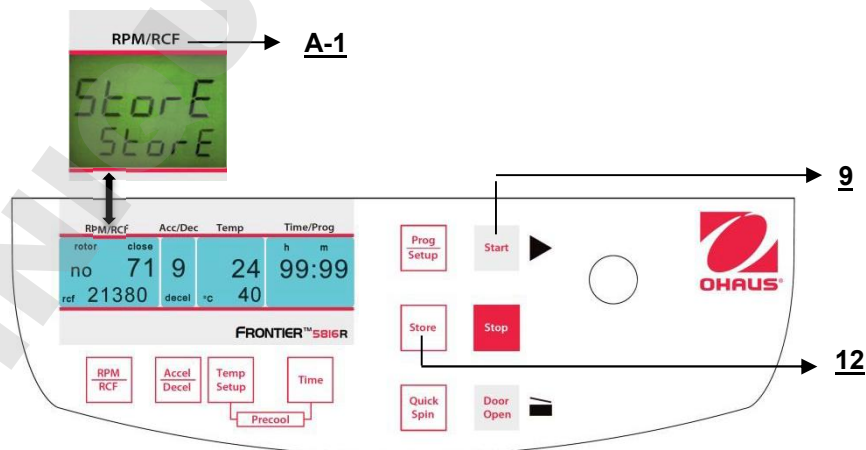 RPM/RCF
A-1
StorE
StorE
9
RPM/RCF Acc/Dec Temp Time/Prog
rotor close h m
no 71 9 24 99:99
rcf 21380 decel °C 40
FRONTIER™5816R
Prog
Setup
Start
OHAUS®
Store
Stop
12
RPM
RCF
Accel
Decel
Temp
Setup
Time
Precool
Quick
Spin
Door
Open